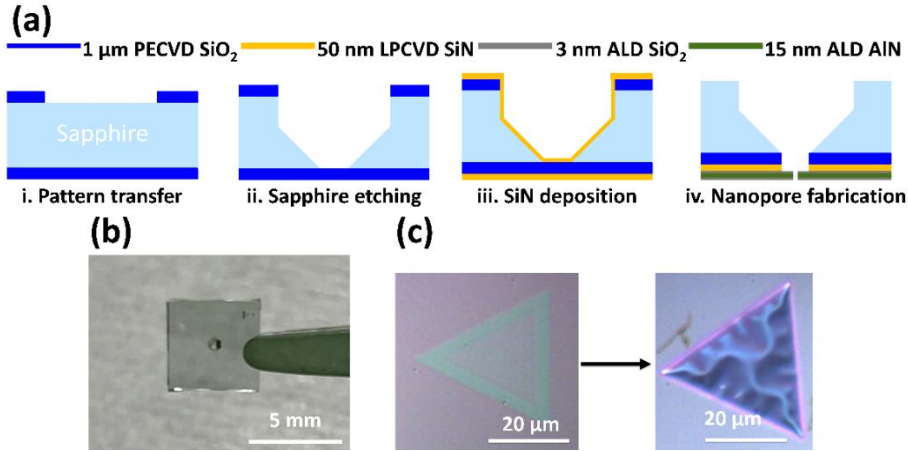 (a)
1 μm PECVD SiO₂ 50 nm LPCVD SiN 3 nm ALD SiO₂ 15 nm ALD AlN
Sapphire
i. Pattern transfer ii. Sapphire etching iii. SiN deposition iv. Nanopore fabrication
(b) (c)
5 mm 20 μm 20 μm